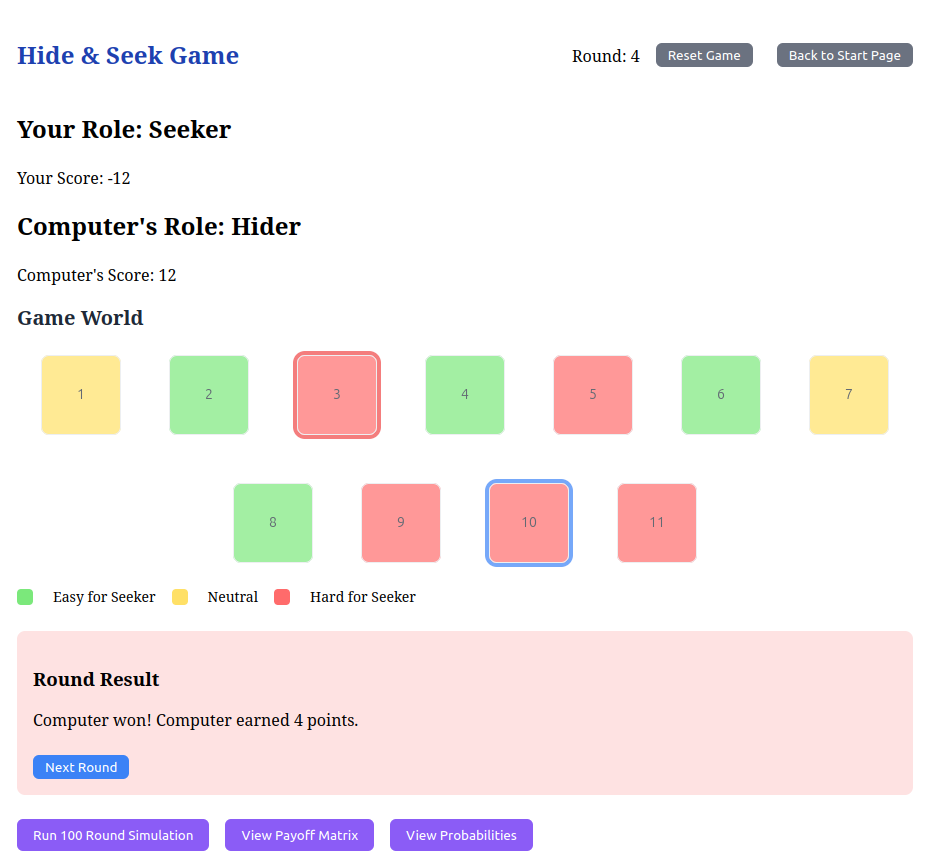 Hide & Seek Game
Round: 4
Reset Game
Back to Start Page
Your Role: Seeker
Your Score: -12
Computer's Role: Hider
Computer's Score: 12
Game World
1 2 3 4 5 6 7
8 9 10 11
Easy for Seeker Neutral Hard for Seeker
Round Result
Computer won! Computer earned 4 points.
Next Round
Run 100 Round Simulation View Payoff Matrix View Probabilities